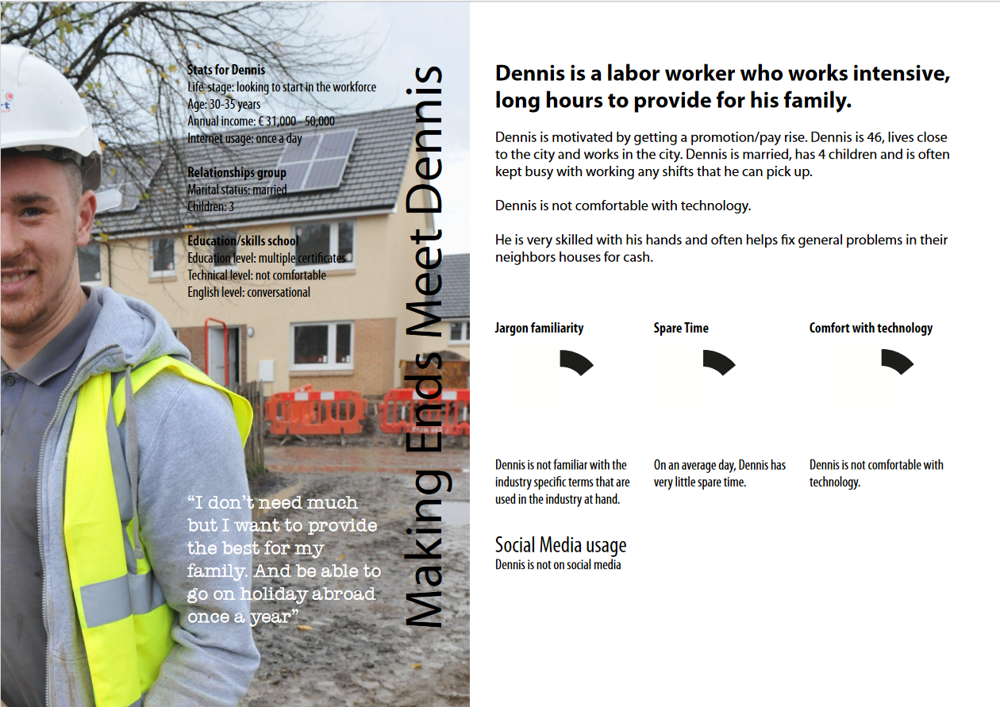 Stats for Dennis
Life-stage: looking to start in the workforce
Age: 30-35 years
Annual income: € 31,000 - 50,000
Internet usage: once a day
Relationships group
Marital status: married
Children: 3
Education/skills school
Education level: multiple certificates
Technical level: not comfortable
English level: conversational
“I don’t need much
but I want to provide
the best for my
family. And be able to
go on holiday abroad
once a year”
Making Ends Meet Dennis
Dennis is a labor worker who works intensive,
long hours to provide for his family.
Dennis is motivated by getting a promotion/pay rise. Dennis is 46, lives close
to the city and works in the city. Dennis is married, has 4 children and is often
kept busy with working any shifts that he can pick up.
Dennis is not comfortable with technology.
He is very skilled with his hands and often helps fix general problems in their
neighbors houses for cash.
Jargon familiarity
Dennis is not familiar with the
industry specific terms that are
used in the industry at hand.
Spare Time
On an average day, Dennis has
very little spare time.
Comfort with technology
Dennis is not comfortable with
technology.
Social Media usage
Dennis is not on social media